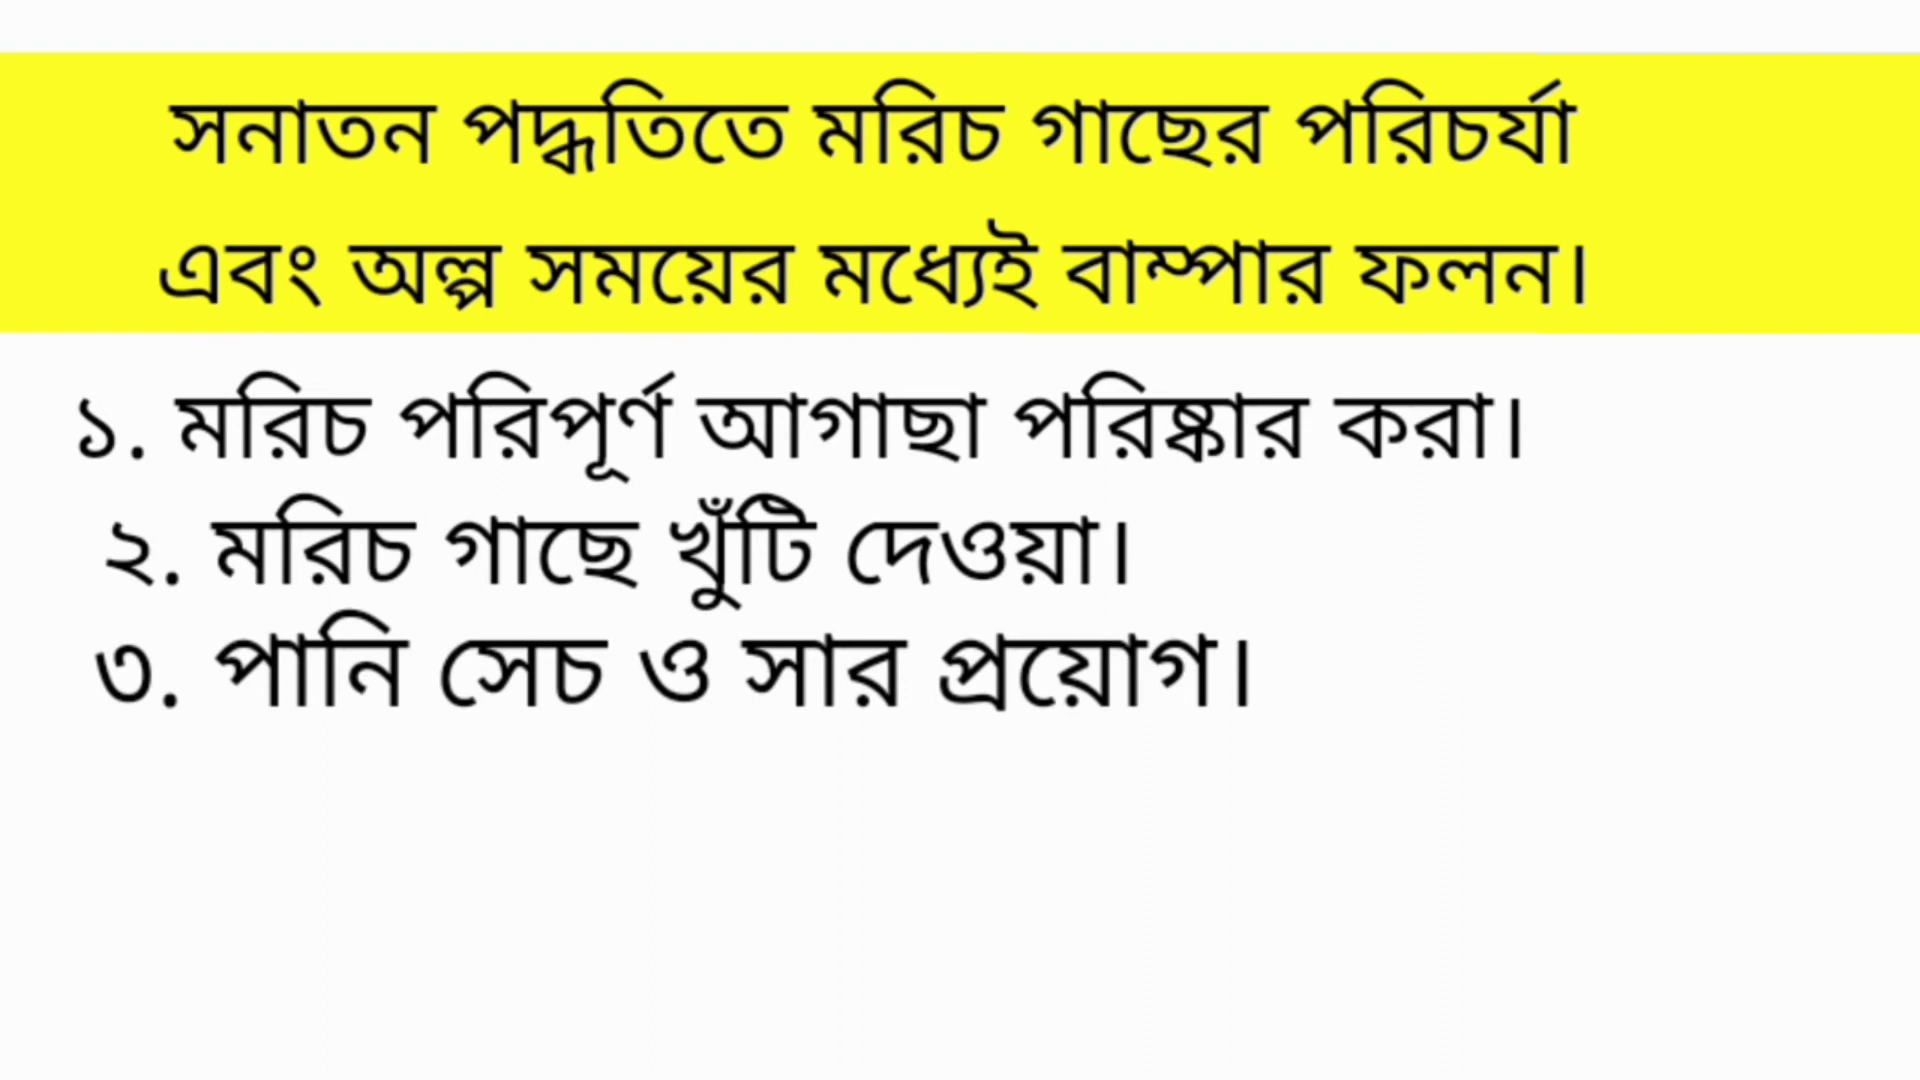 সনাতন পদ্ধতিতে মরিচ গাছের পরিচর্যা
এবং অল্প সময়ের মধ্যেই বাম্পার ফলন।
১. মরিচ পরিপূর্ণ আগাছা পরিষ্কার করা।
২. মরিচ গাছে খুঁটি দেওয়া।
৩. পানি সেচ ও সার প্রয়োগ।